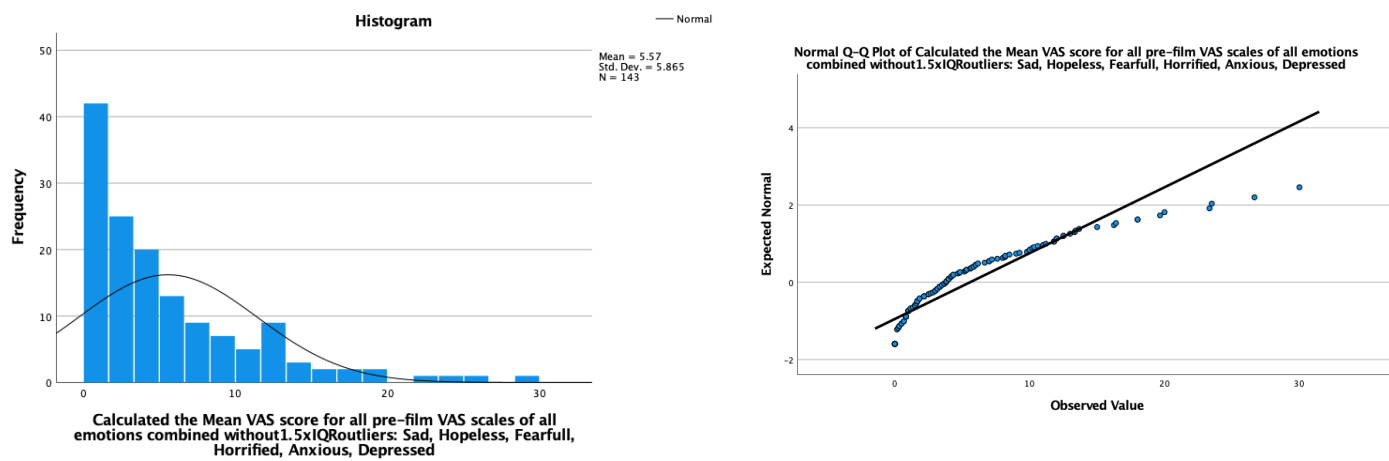 Histogram
Normal
Mean = 5.57
Std. Dev. = 5.865
N = 143
50
40
30
20
10
0
Frequency
0
10
20
30
Calculated the Mean VAS score for all pre-film VAS scales of all
emotions combined without1.5xIQRoutliers: Sad, Hopeless, Fearfull,
Horrified, Anxious, Depressed
Normal Q-Q Plot of Calculated the Mean VAS score for all pre-film VAS scales of all emotions
combined without1.5xIQRoutliers: Sad, Hopeless, Fearfull, Horrified, Anxious, Depressed
4
2
0
-2
Expected Normal
0
10
20
30
Observed Value